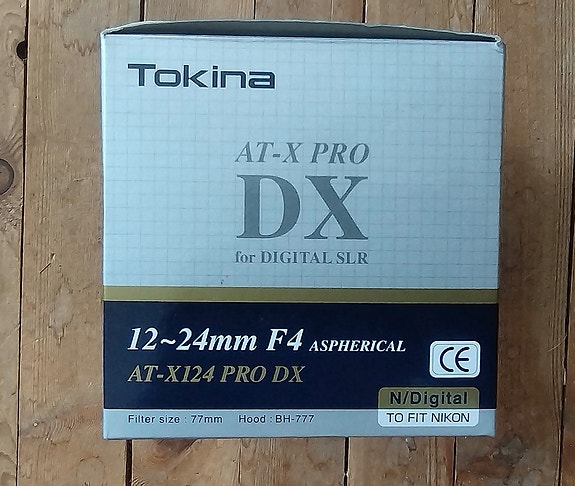 Tokina
AT-X PRO
DX
for DIGITAL SLR
12~24mm F4 ASPHERICAL
AT-X124 PRO DX
CE
N/Digital
TO FIT NIKON
Filter size : 77mm Hood : BH-777